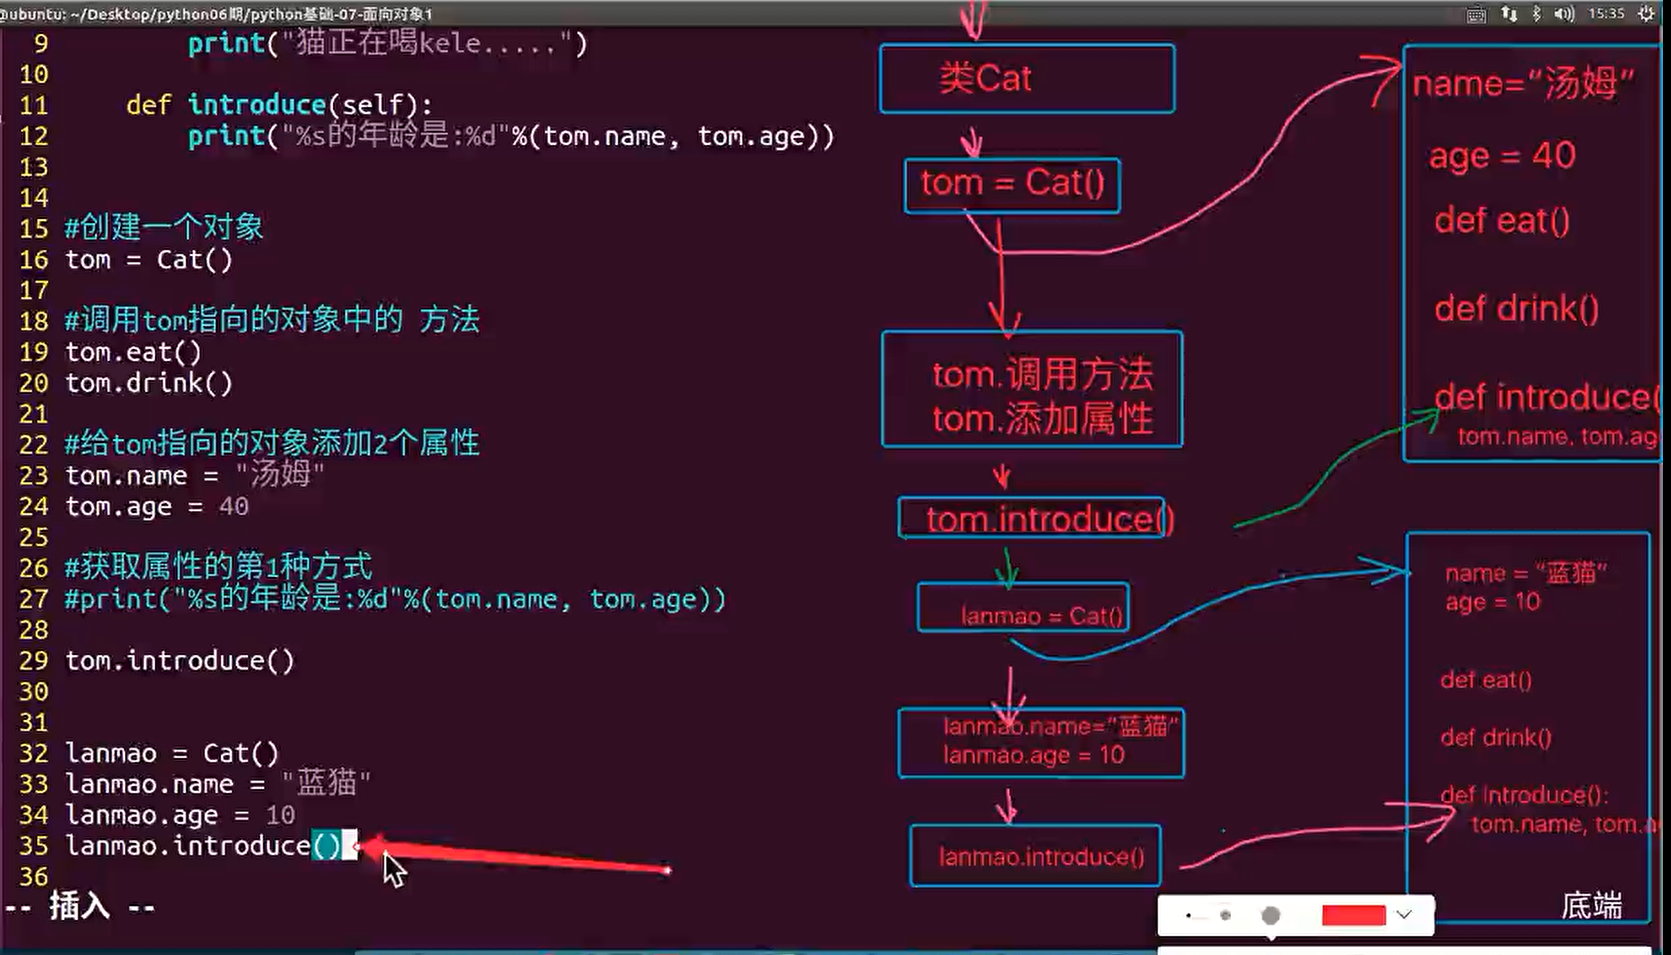 @ubuntu: ~/Desktop/python06期/python基础-07-面向对象1
15:35
9 print("猫正在喝kele.....")
10
11 def introduce(self):
12 print("%s的年龄是:%d"%(tom.name, tom.age))
13
14
15 #创建一个对象
16 tom = Cat()
17
18 #调用tom指向的对象中的 方法
19 tom.eat()
20 tom.drink()
21
22 #给tom指向的对象添加2个属性
23 tom.name = "汤姆"
24 tom.age = 40
25
26 #获取属性的第1种方式
27 #print("%s的年龄是:%d"%(tom.name, tom.age))
28
29 tom.introduce()
30
31
32 lanmao = Cat()
33 lanmao.name = "蓝猫"
34 lanmao.age = 10
35 lanmao.introduce()
36
-- 插入 --
底端
类Cat
tom = Cat()
tom.调用方法
tom.添加属性
tom.introduce()
lanmao = Cat()
lanmao.name="蓝猫"
lanmao.age = 10
lanmao.introduce()
name=“汤姆”
age = 40
def eat()
def drink()
def introduce(
tom.name, tom.ag
name = “蓝猫”
age = 10
def eat()
def drink()
def introduce():
tom.name, tom.a